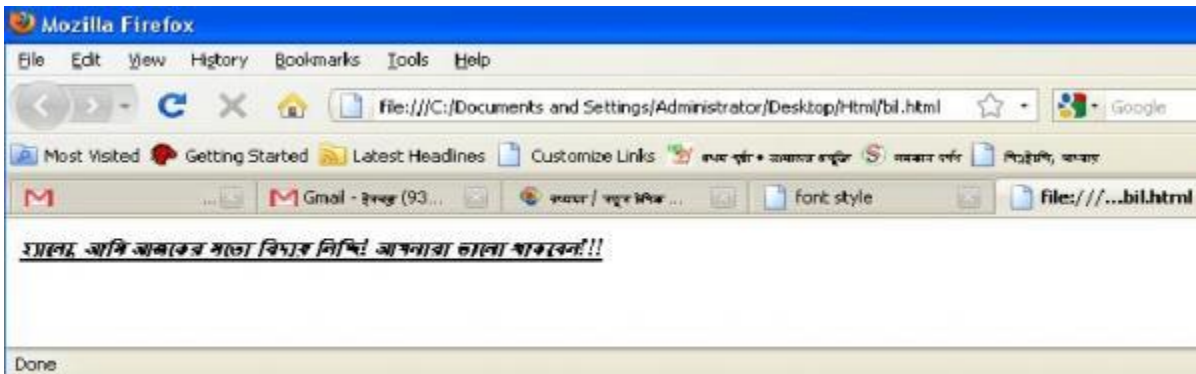 Mozilla Firefox
File Edit View History Bookmarks Tools Help
file:///C:/Documents and Settings/Administrator/Desktop/Html/bil.html Google
Most Visited Getting Started Latest Headlines Customize Links
Gmail - (93... font style file:///...bil.html
হ্যালো, আমি আজকের মতো বিদায় নিচ্ছি! আপনারা ভালো থাকবেন!!!
Done